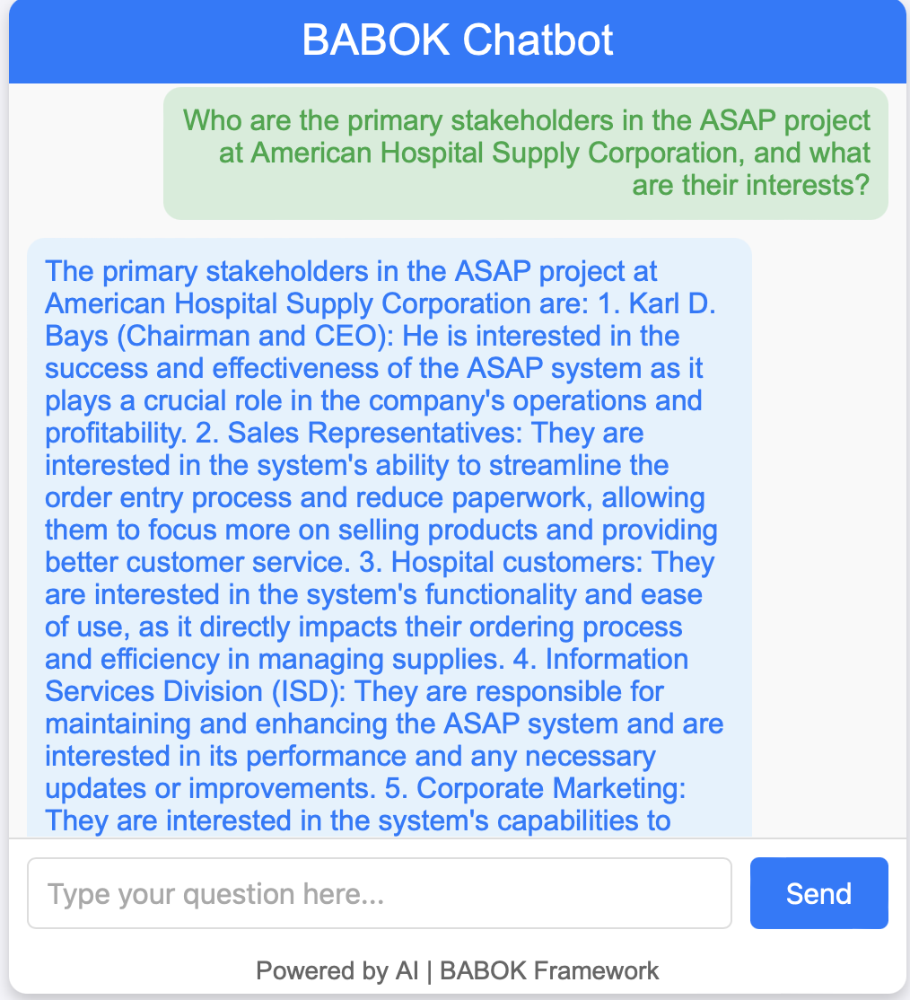 BABOK Chatbot
Who are the primary stakeholders in the ASAP project
at American Hospital Supply Corporation, and what
are their interests?
The primary stakeholders in the ASAP project at
American Hospital Supply Corporation are: 1. Karl D.
Bays (Chairman and CEO): He is interested in the
success and effectiveness of the ASAP system as it
plays a crucial role in the company's operations and
profitability. 2. Sales Representatives: They are
interested in the system's ability to streamline the
order entry process and reduce paperwork, allowing
them to focus more on selling products and providing
better customer service. 3. Hospital customers: They
are interested in the system's functionality and ease
of use, as it directly impacts their ordering process
and efficiency in managing supplies. 4. Information
Services Division (ISD): They are responsible for
maintaining and enhancing the ASAP system and are
interested in its performance and any necessary
updates or improvements. 5. Corporate Marketing:
They are interested in the system's capabilities to
Type your question here...
Send
Powered by AI | BABOK Framework